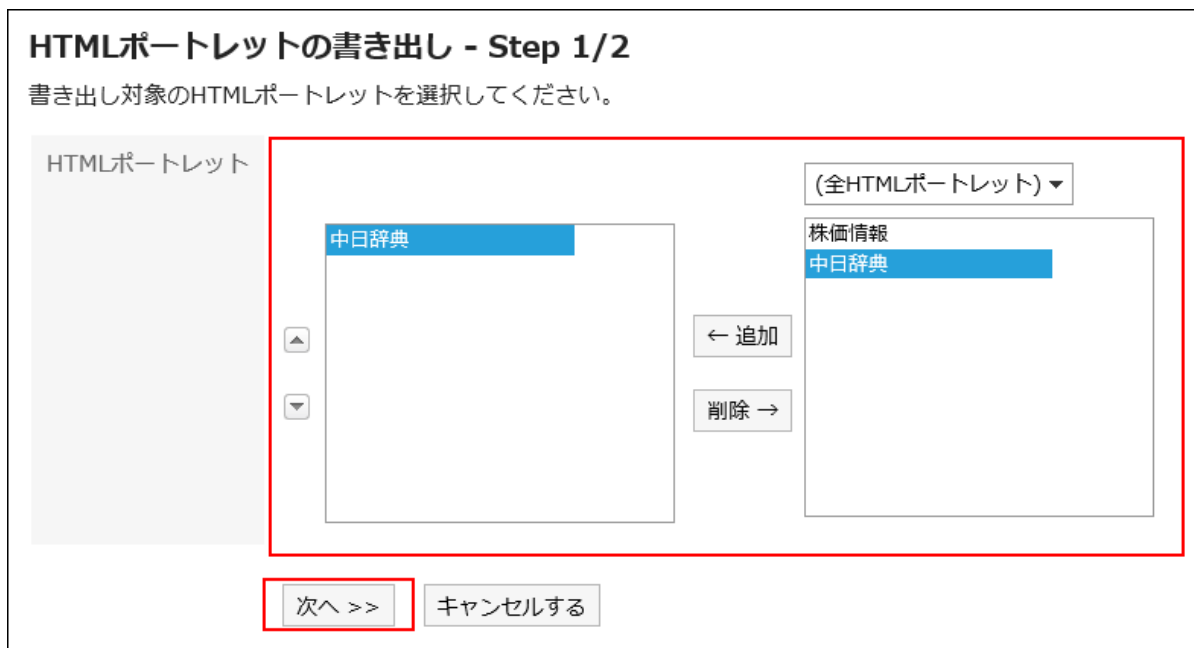 HTMLポートレットの書き出し - Step 1/2
書き出し対象のHTMLポートレットを選択してください。
HTMLポートレット
(全HTMLポートレット)
中日辞典
株価情報
中日辞典
← 追加
削除 →
次へ >>
キャンセルする